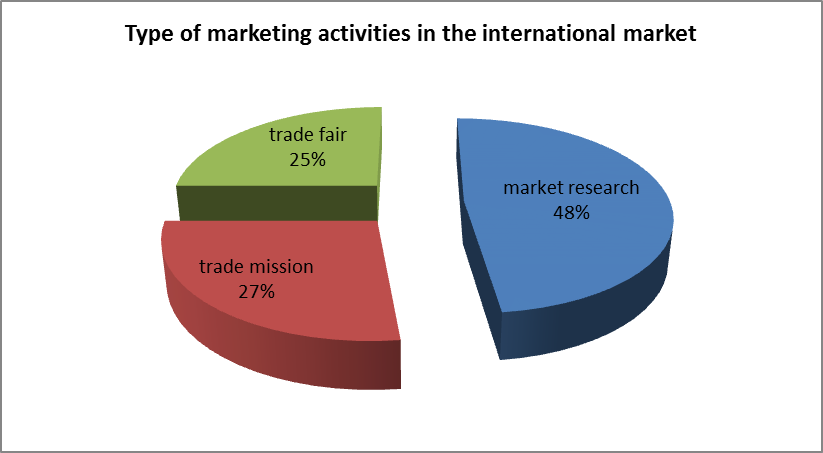 Type of marketing activities in the international market
trade fair
25%
market research
48%
trade mission
27%